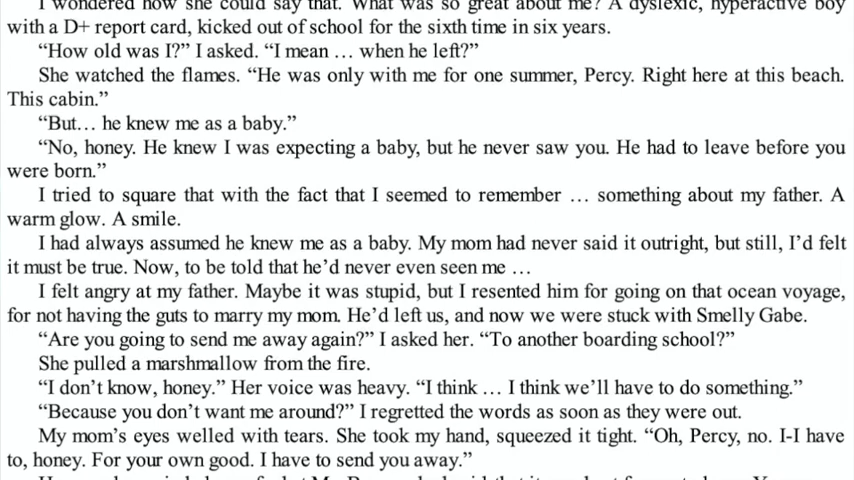 I wondered how she could say that. What was so great about me? A dyslexic, hyperactive boy
with a D+ report card, kicked out of school for the sixth time in six years.
“How old was I?” I asked. “I mean … when he left?”
She watched the flames. “He was only with me for one summer, Percy. Right here at this beach.
This cabin.”
“But… he knew me as a baby.”
“No, honey. He knew I was expecting a baby, but he never saw you. He had to leave before you
were born.”
I tried to square that with the fact that I seemed to remember … something about my father. A
warm glow. A smile.
I had always assumed he knew me as a baby. My mom had never said it outright, but still, I’d felt
it must be true. Now, to be told that he’d never even seen me …
I felt angry at my father. Maybe it was stupid, but I resented him for going on that ocean voyage,
for not having the guts to marry my mom. He’d left us, and now we were stuck with Smelly Gabe.
“Are you going to send me away again?” I asked her. “To another boarding school?”
She pulled a marshmallow from the fire.
“I don’t know, honey.” Her voice was heavy. “I think … I think we’ll have to do something.”
“Because you don’t want me around?” I regretted the words as soon as they were out.
My mom’s eyes welled with tears. She took my hand, squeezed it tight. “Oh, Percy, no. I-I have
to, honey. For your own good. I have to send you away.”